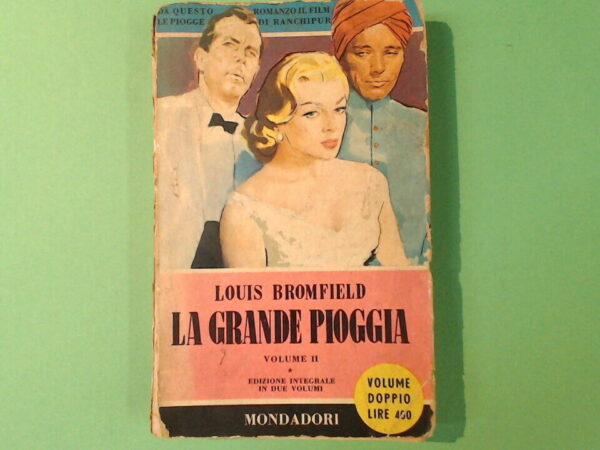 DA QUESTO ROMANZO IL FILM
LE PIOGGE DI RANCHIPUR
LOUIS BROMFIELD
LA GRANDE PIOGGIA
VOLUME II
EDIZIONE INTEGRALE
IN DUE VOLUMI
VOLUME
DOPPIO
LIRE 400
MONDADORI